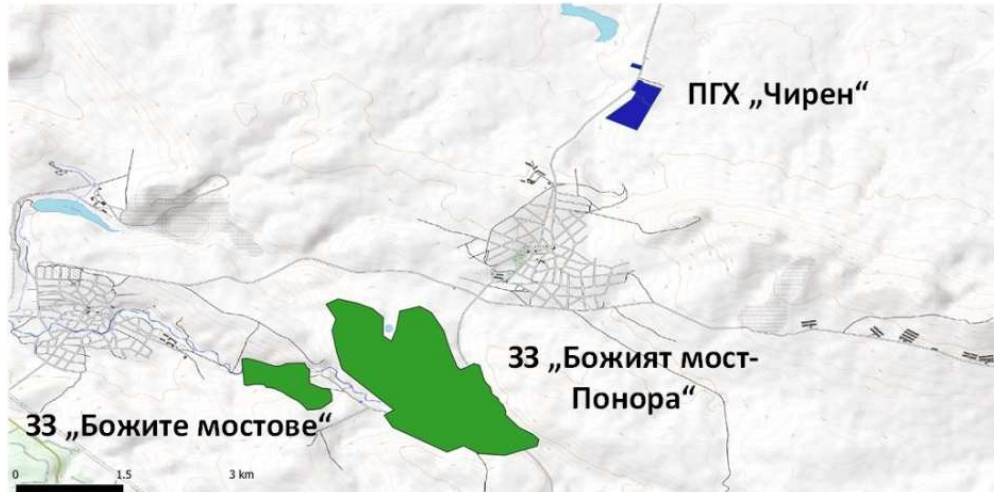 ПГХ „Чирен“
ЗЗ „Божият мост-
Понора“
ЗЗ „Божите мостове“
0 1.5 3 km